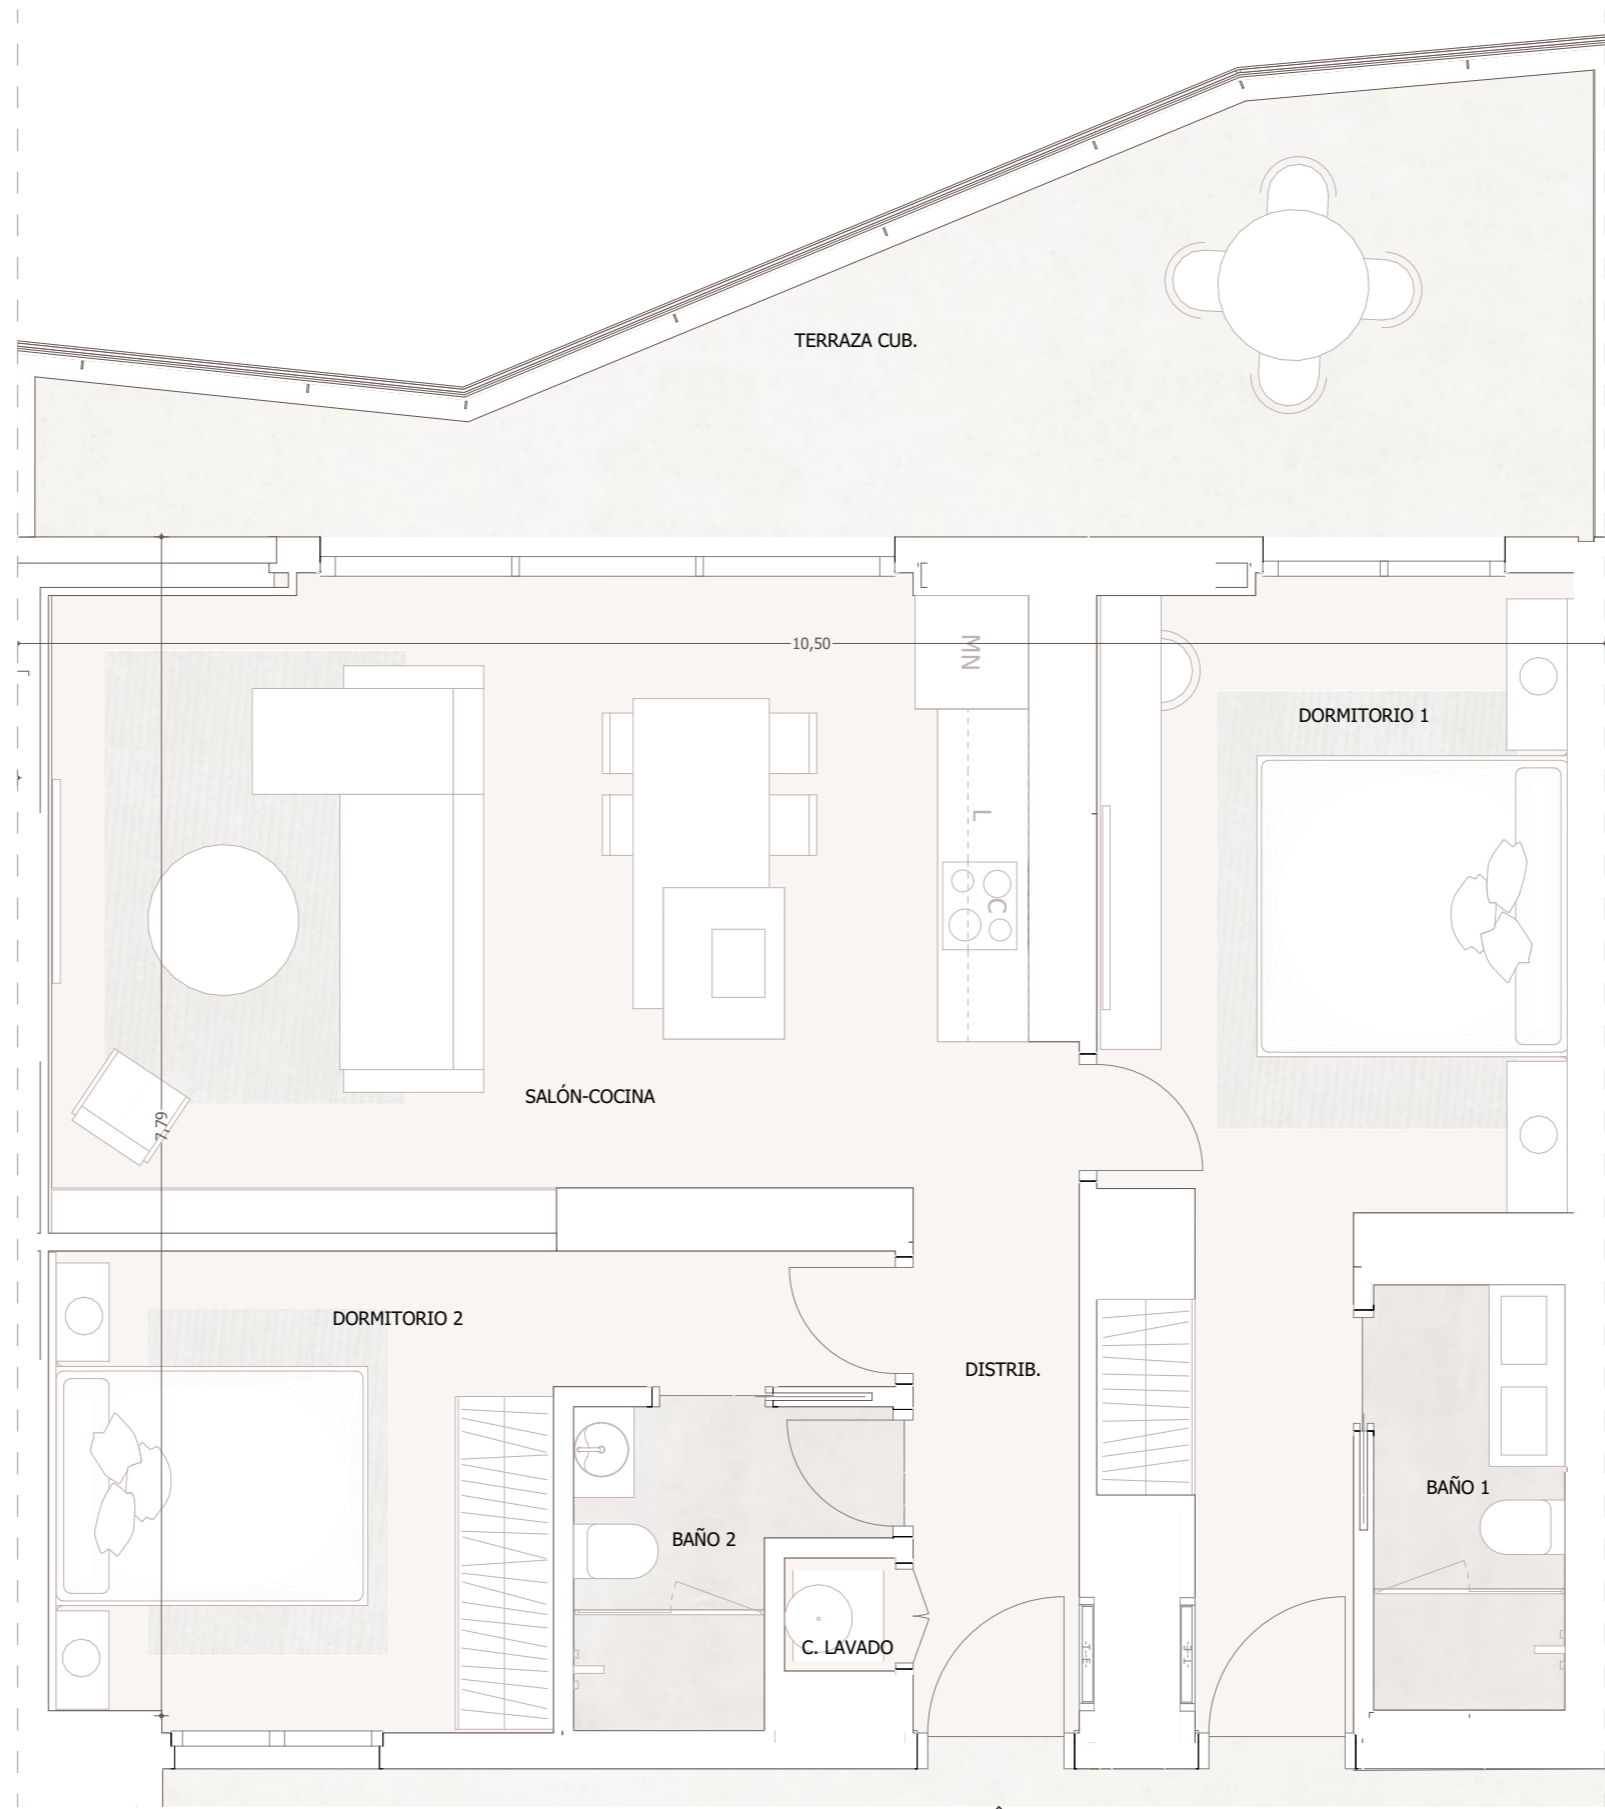 TERRAZA CUB.
10,50
MN
DORMITORIO 1
L
C
SALÓN-COCINA
7,79
DORMITORIO 2
DISTRIB.
BAÑO 1
BAÑO 2
C. LAVADO
-T-E-
-T-E-